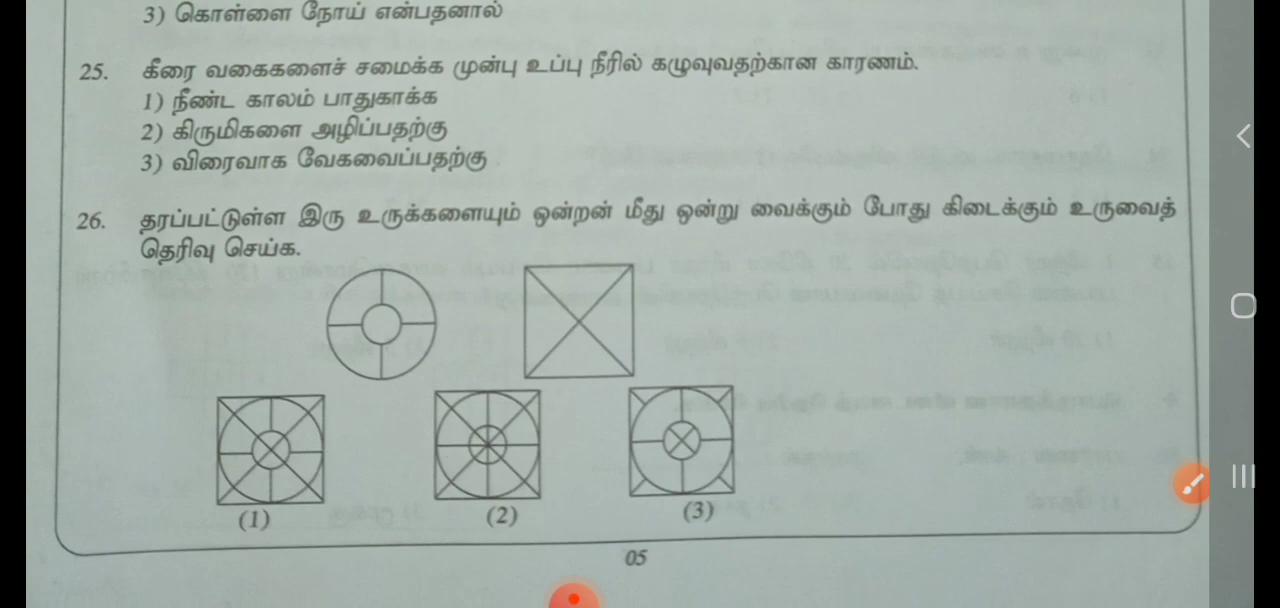 3) கொள்ளை நோய் என்பதனால்
25. கீரை வகைகளைச் சமைக்க முன்பு உப்பு நீரில் கழுவுவதற்கான காரணம்.
1) நீண்ட காலம் பாதுகாக்க
2) கிருமிகளை அழிப்பதற்கு
3) விரைவாக வேகவைப்பதற்கு
26. தரப்பட்டுள்ள இரு உருக்களையும் ஒன்றன் மீது ஒன்று வைக்கும் போது கிடைக்கும் உருவைத்
தெரிவு செய்க.
(1) (2) (3)
05